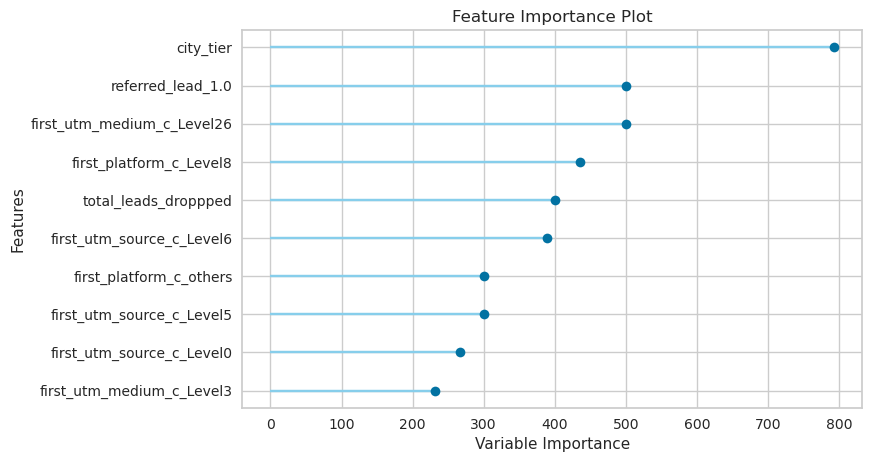 Feature Importance Plot
Features
city_tier
referred_lead_1.0
first_utm_medium_c_Level26
first_platform_c_Level8
total_leads_droppped
first_utm_source_c_Level6
first_platform_c_others
first_utm_source_c_Level5
first_utm_source_c_Level0
first_utm_medium_c_Level3
0 100 200 300 400 500 600 700 800
Variable Importance